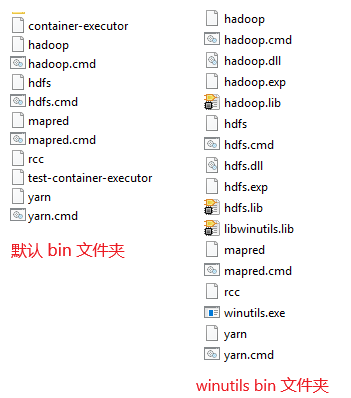 container-executor
hadoop
hadoop.cmd
hdfs
hdfs.cmd
mapred
mapred.cmd
rcc
test-container-executor
yarn
yarn.cmd
默认 bin 文件夹
hadoop
hadoop.cmd
hadoop.dll
hadoop.exp
hadoop.lib
hdfs
hdfs.cmd
hdfs.dll
hdfs.exp
hdfs.lib
libwinutils.lib
mapred
mapred.cmd
rcc
winutils.exe
yarn
yarn.cmd
winutils bin 文件夹